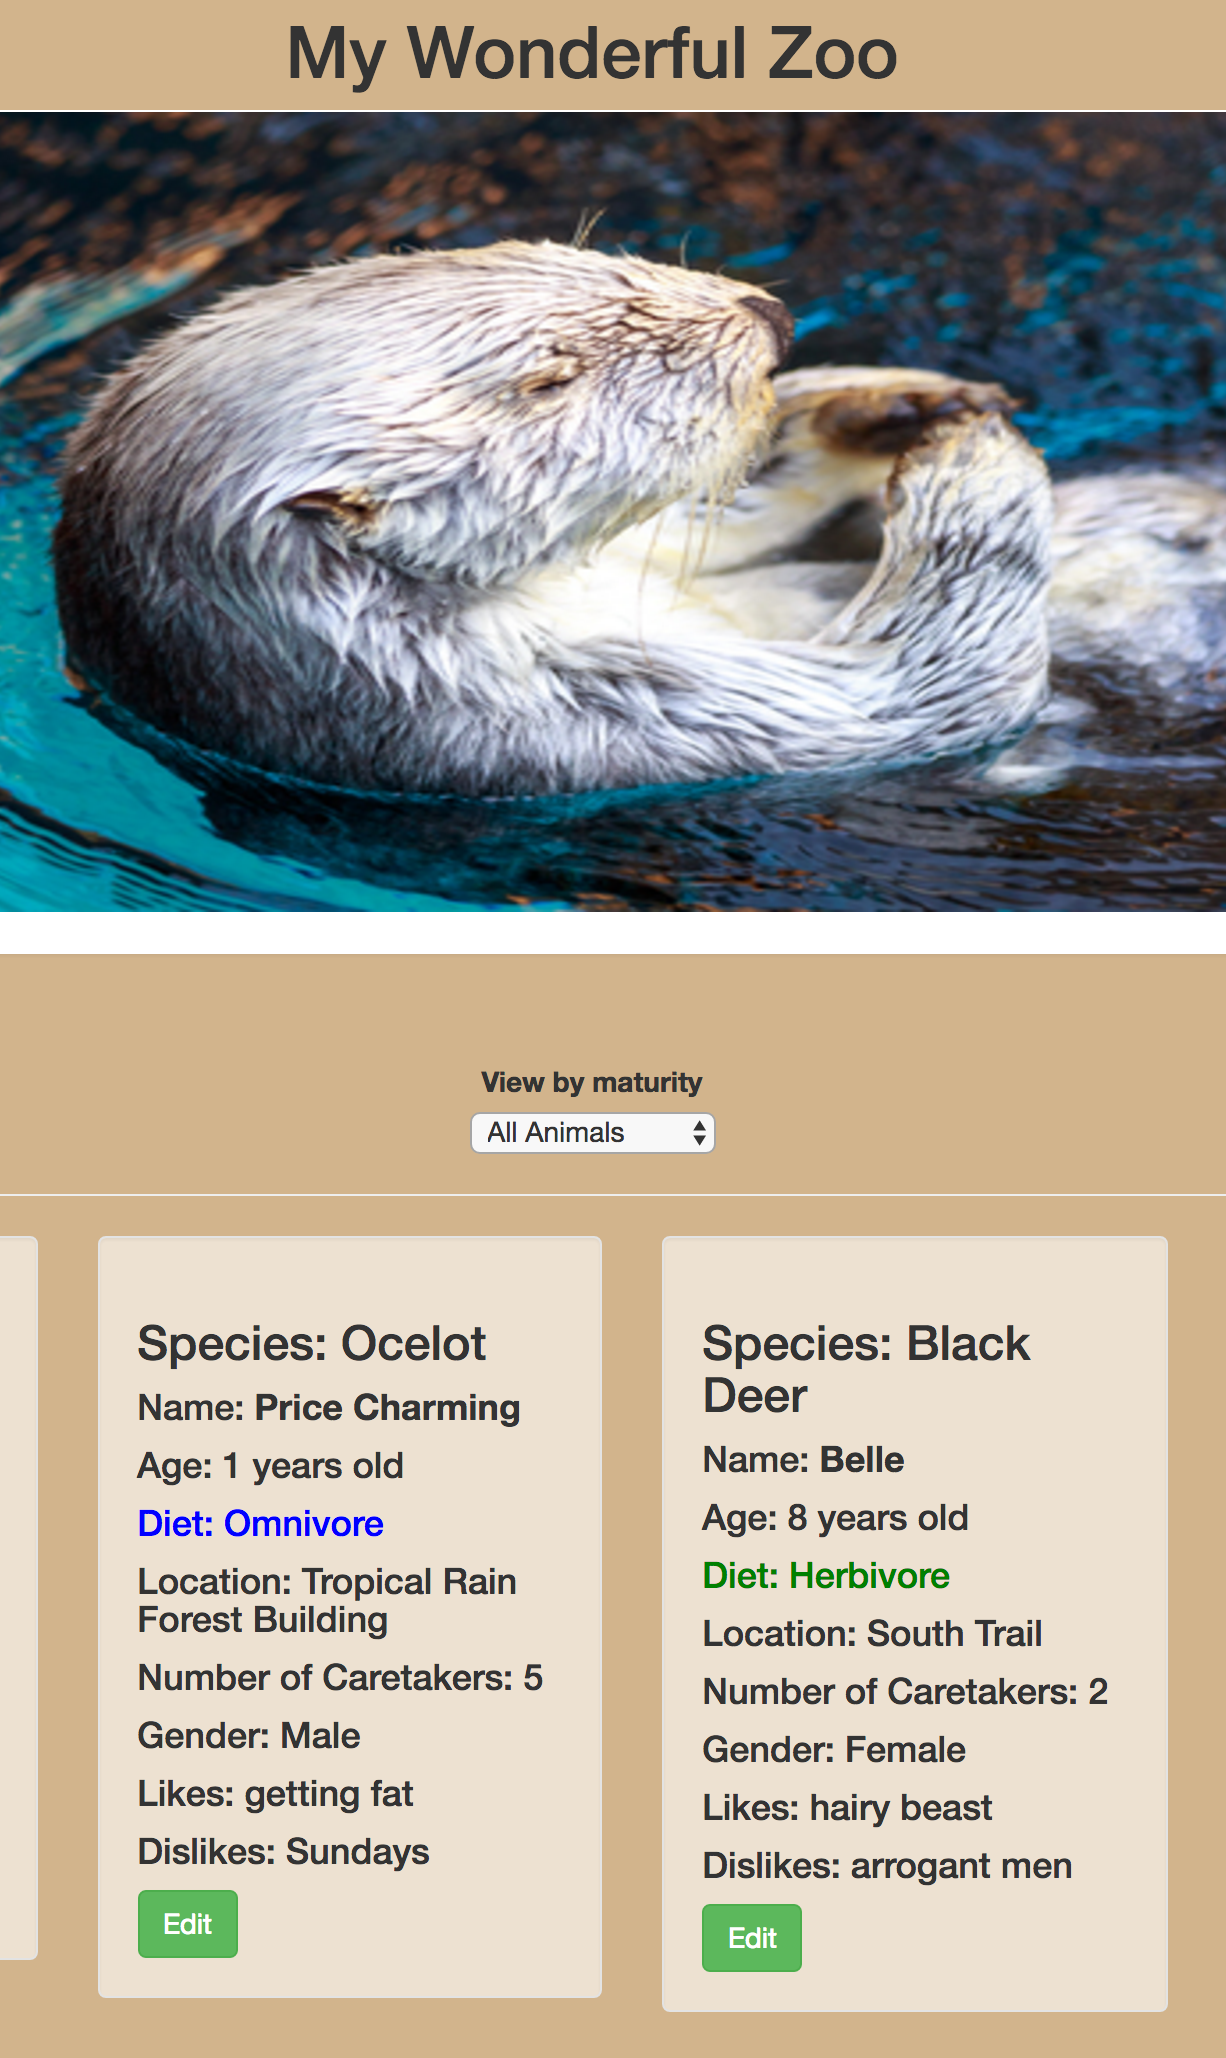 My Wonderful Zoo
View by maturity
All Animals
Species: Ocelot
Name: Price Charming
Age: 1 years old
Diet: Omnivore
Location: Tropical Rain
Forest Building
Number of Caretakers: 5
Gender: Male
Likes: getting fat
Dislikes: Sundays
Edit
Species: Black
Deer
Name: Belle
Age: 8 years old
Diet: Herbivore
Location: South Trail
Number of Caretakers: 2
Gender: Female
Likes: hairy beast
Dislikes: arrogant men
Edit